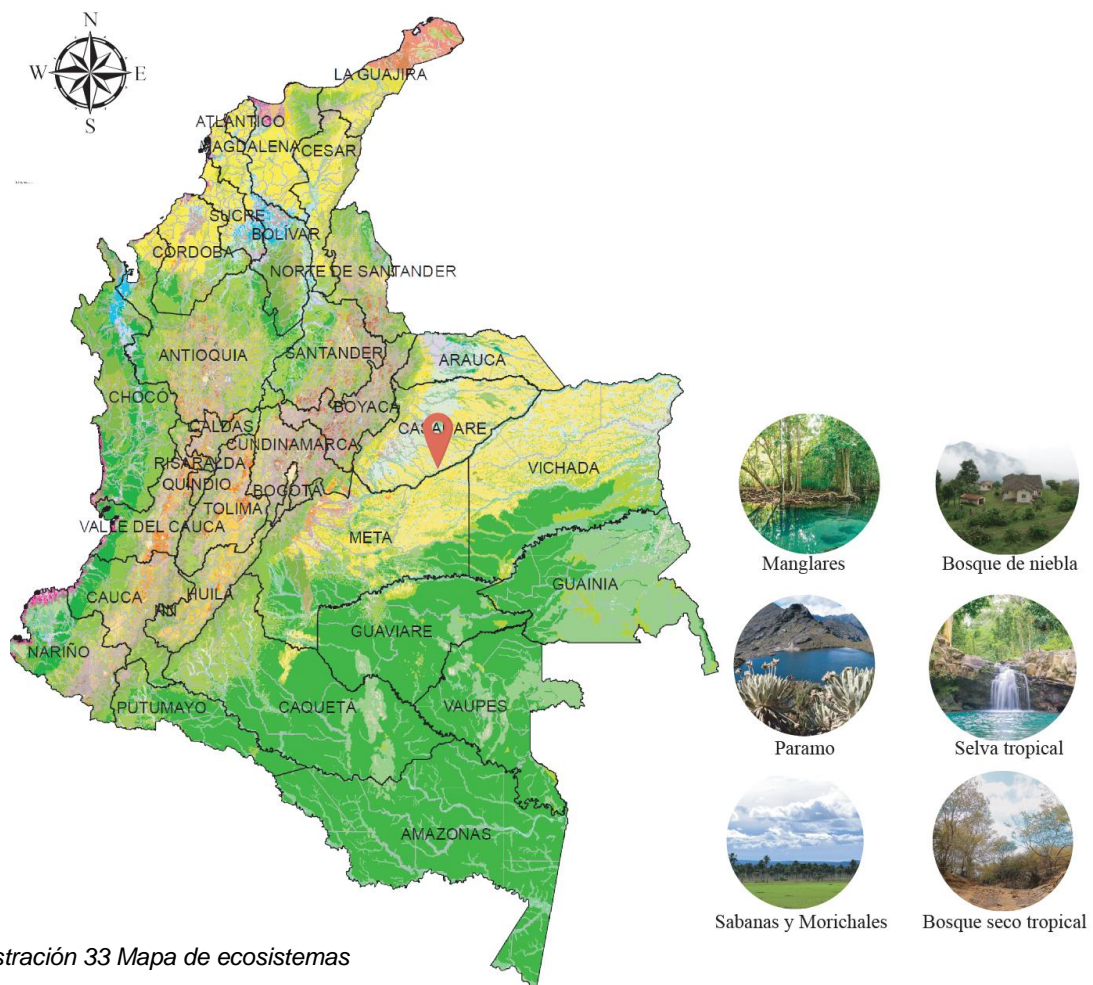 N
W E
S
LA GUAJIRA
ATLANTICO
MAGDALENA
CESAR
SUCRE
BOLIVAR
CORDOBA
NORTE DE SANTANDER
ANTIOQUIA
SANTANDER
ARAUCA
CHOCO
BOYACA
CALDAS
CASANARE
CUNDINAMARCA
RISARALDA
VICHADA
QUINDIO
BOGOTA
TOLIMA
VALLE DEL CAUCA
META
GUAINIA
CAUCA
HUILA
GUAVIARE
NARIÑO
PUTUMAYO
CAQUETA
VAUPES
AMAZONAS
Manglares
Bosque de niebla
Paramo
Selva tropical
Sabanas y Morichales
Bosque seco tropical
stración 33 Mapa de ecosistemas